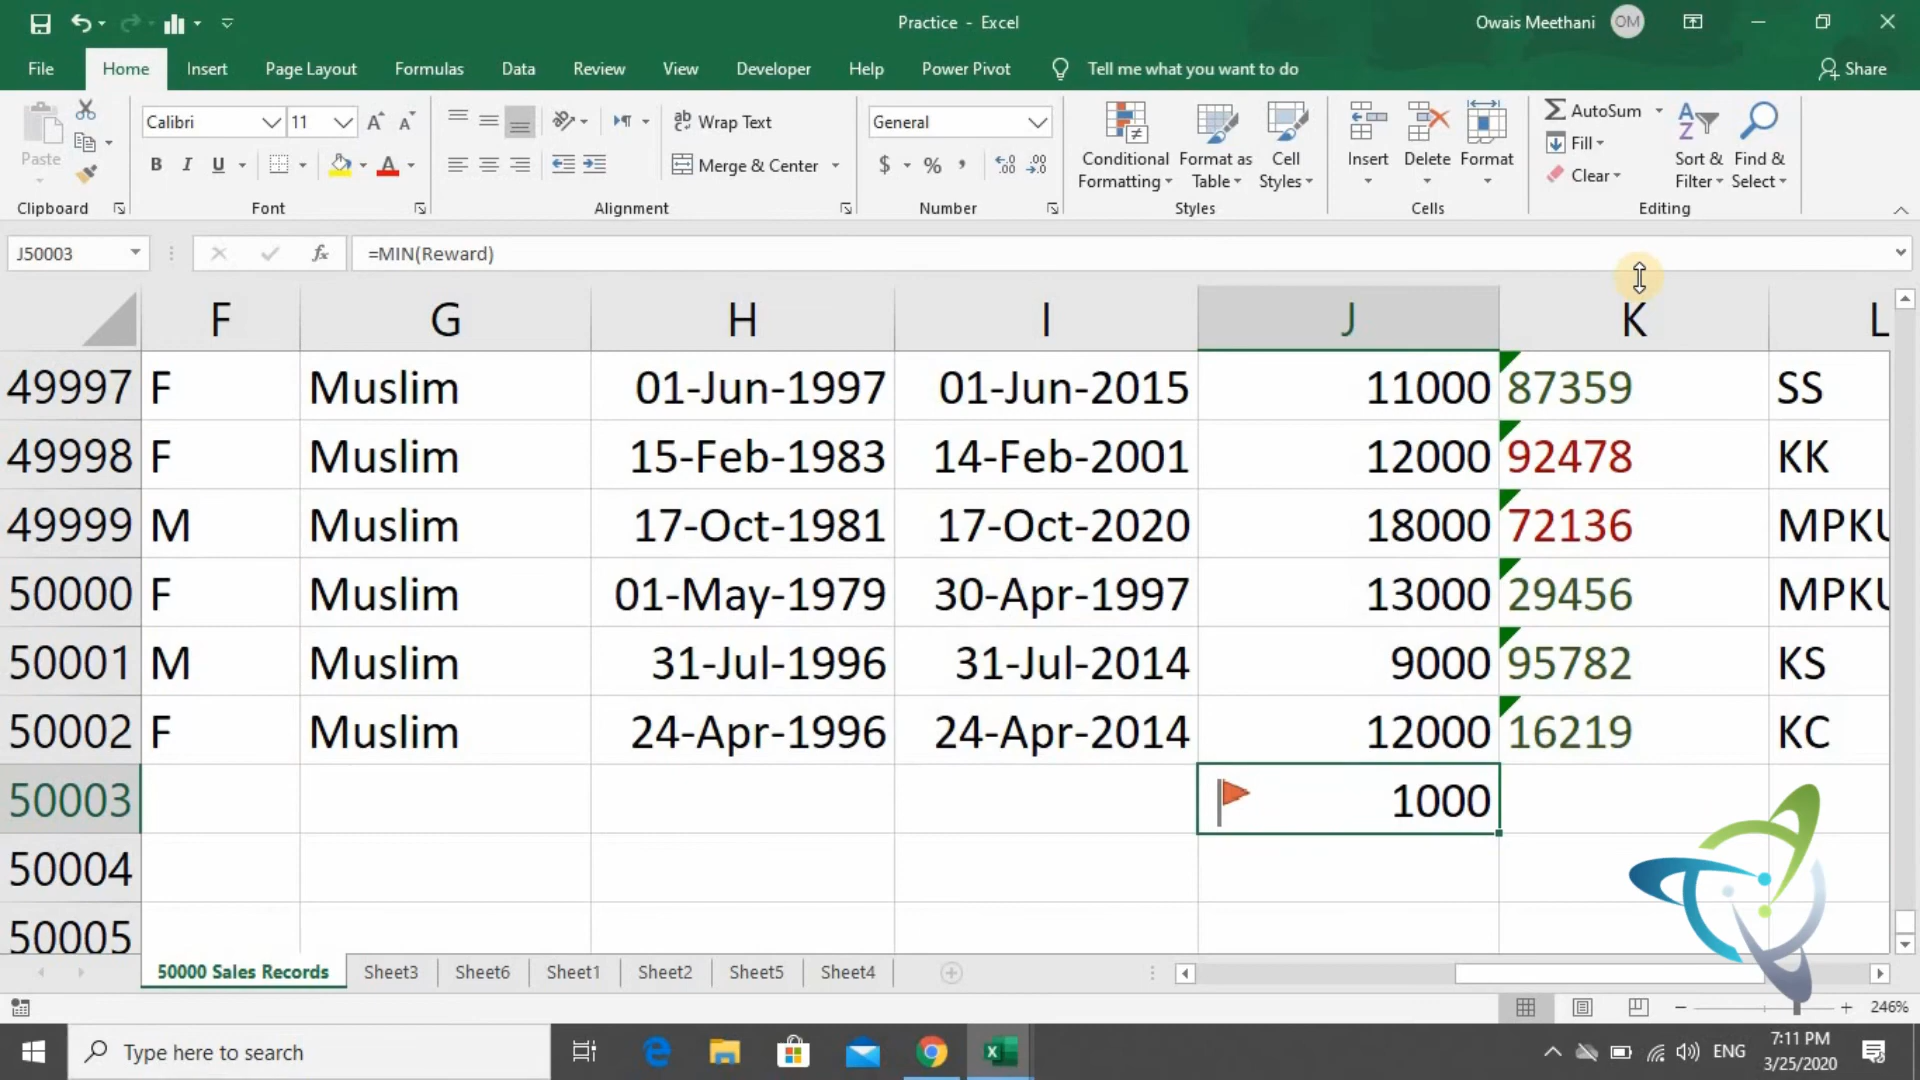 Practice - Excel
Owais Meethani OM
File Home Insert Page Layout Formulas Data Review View Developer Help Power Pivot Tell me what you want to do Share
Paste
Clipboard
Calibri 11
A A
B I U A
Font
ab Wrap Text
Merge & Center
Alignment
General
$ % ,
Number
Conditional Formatting
Format as Table
Cell Styles
Styles
Insert Delete Format
Cells
AutoSum
Fill
Clear
Sort & Filter
Find & Select
Editing
J50003 fx =MIN(Reward)
F G H I J K L
49997 F Muslim 01-Jun-1997 01-Jun-2015 11000 87359 SS
49998 F Muslim 15-Feb-1983 14-Feb-2001 12000 92478 KK
49999 M Muslim 17-Oct-1981 17-Oct-2020 18000 72136 MPKU
50000 F Muslim 01-May-1979 30-Apr-1997 13000 29456 MPKU
50001 M Muslim 31-Jul-1996 31-Jul-2014 9000 95782 KS
50002 F Muslim 24-Apr-1996 24-Apr-2014 12000 16219 KC
50003 1000
50004
50005
50000 Sales Records Sheet3 Sheet6 Sheet1 Sheet2 Sheet5 Sheet4
246%
Type here to search
ENG
7:11 PM
3/25/2020